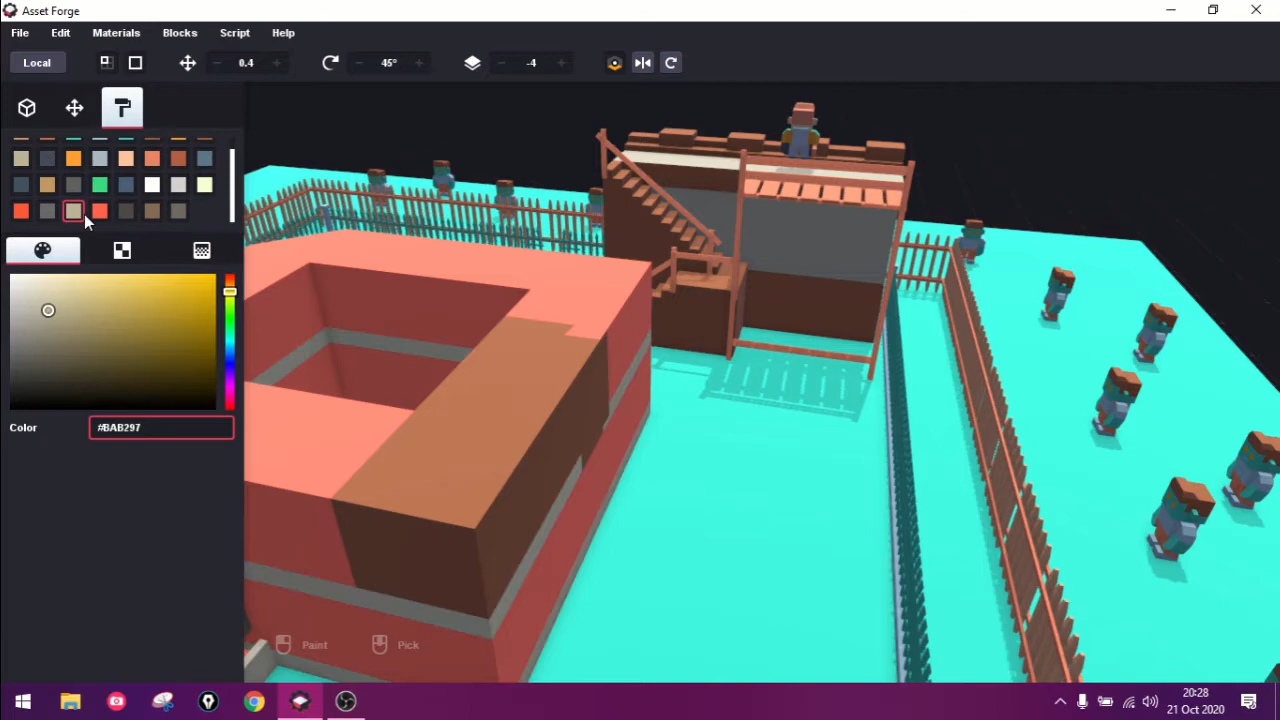 Asset Forge
File Edit Materials Blocks Script Help
Local 0.4 45° -4
Color #BAB297
Paint Pick
20:28
21 Oct 2020